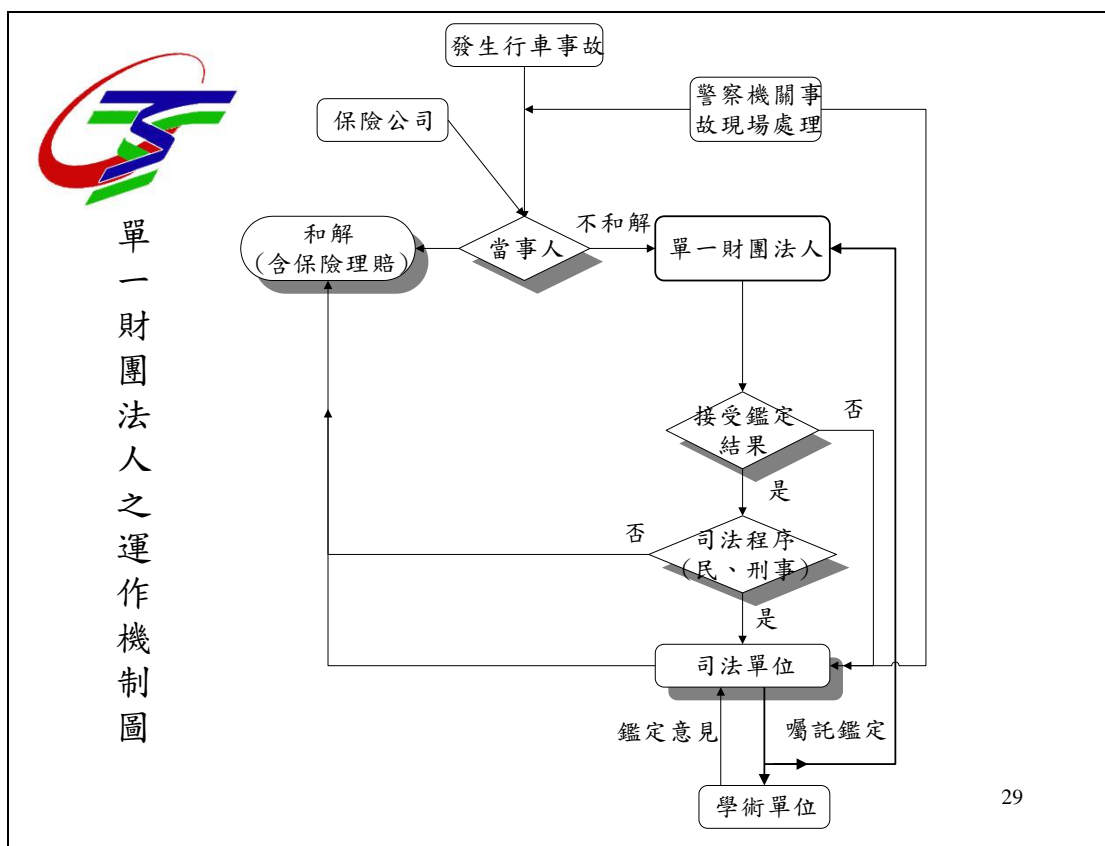 單一財團法人之運作機制圖
發生行車事故
保險公司
警察機關事
故現場處理
和解
(含保險理賠)
當事人
不和解
單一財團法人
接受鑑定
結果
否
是
否
司法程序
(民、刑事)
是
司法單位
鑑定意見
囑託鑑定
學術單位
29